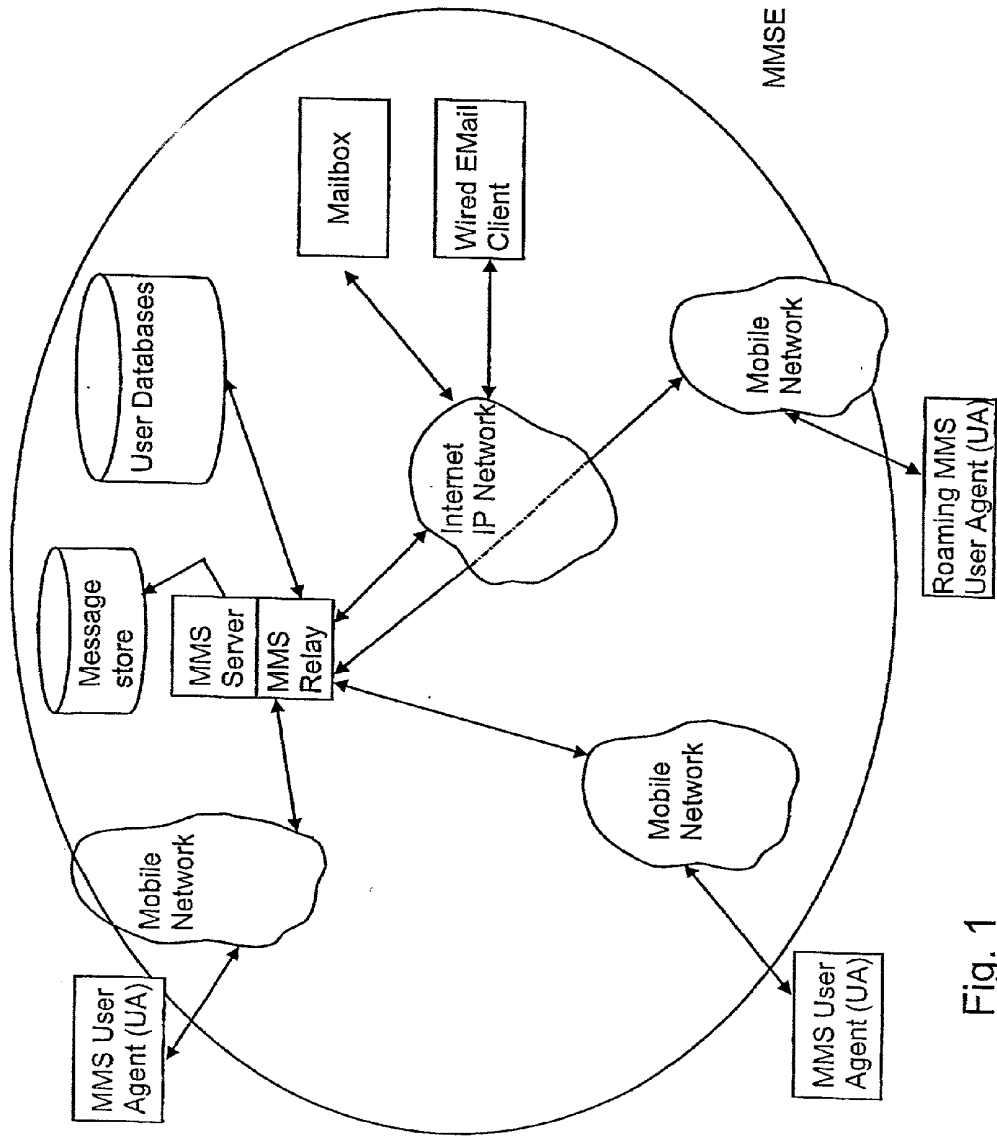 MMS User
Agent (UA)
Mobile
Network
Message
store
MMS
Server
MMS
Relay
User Databases
Mailbox
Wired EMail
Client
Internet
IP Network
Mobile
Network
MMS User
Agent (UA)
Mobile
Network
Roaming MMS
User Agent (UA)
MMSE
Fig. 1